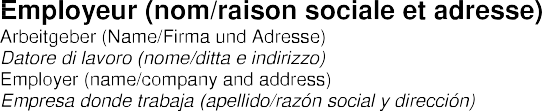 Employeur (nom/raison sociale et adresse)
Arbeitgeber (Name/Firma und Adresse)
Datore di lavoro (nome/ditta e indirizzo)
Employer (name/company and address)
Empresa donde trabaja (apellido/razón social y dirección)